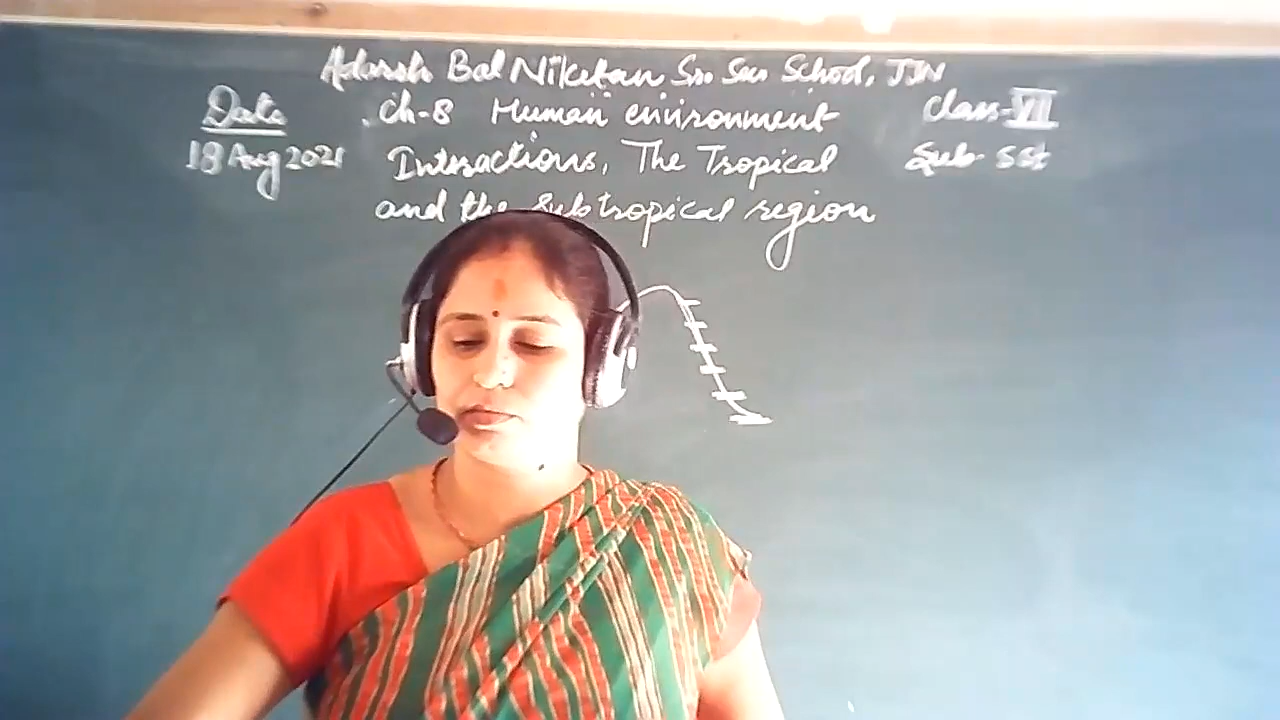 Adarsh Bal Niketan Sr. Sec School, JJN
Date Ch-8 Human environment Class-VII
18 Aug 2021 Interactions, The Tropical Sub- SSt
and the Subtropical region